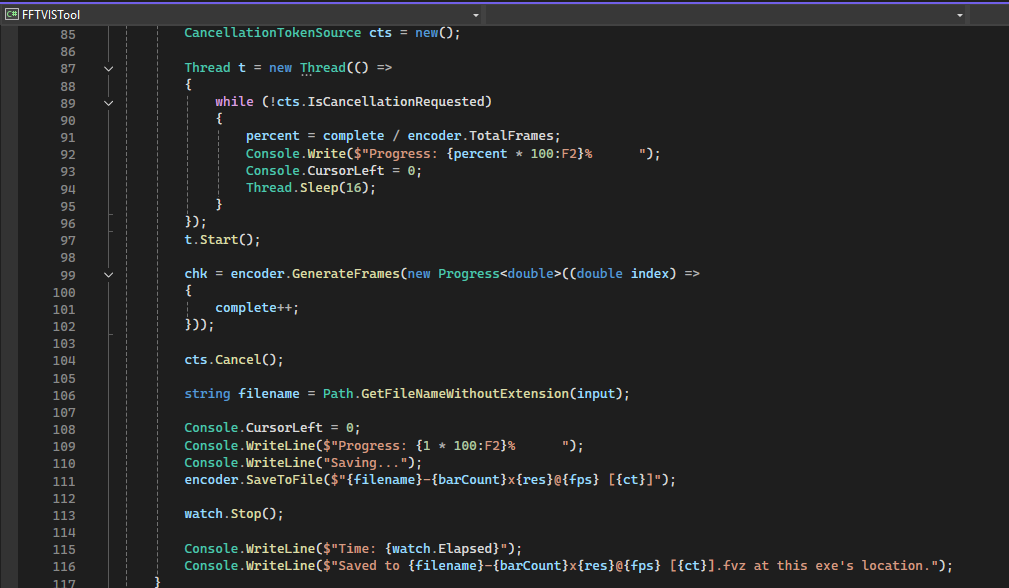 C# FFTVISTool
85 CancellationTokenSource cts = new();
86
87 Thread t = new Thread(() =>
88 {
89 while (!cts.IsCancellationRequested)
90 {
91 percent = complete / encoder.TotalFrames;
92 Console.Write($"Progress: {percent * 100:F2}%      ");
93 Console.CursorLeft = 0;
94 Thread.Sleep(16);
95 }
96 });
97 t.Start();
98
99 chk = encoder.GenerateFrames(new Progress<double>((double index) =>
100 {
101 complete++;
102 }));
103
104 cts.Cancel();
105
106 string filename = Path.GetFileNameWithoutExtension(input);
107
108 Console.CursorLeft = 0;
109 Console.WriteLine($"Progress: {1 * 100:F2}%      ");
110 Console.WriteLine("Saving...");
111 encoder.SaveToFile($"{filename}-{barCount}x{res}@{fps} [{ct}]");
112
113 watch.Stop();
114
115 Console.WriteLine($"Time: {watch.Elapsed}");
116 Console.WriteLine($"Saved to {filename}-{barCount}x{res}@{fps} [{ct}].fvz at this exe's location.");
117 }